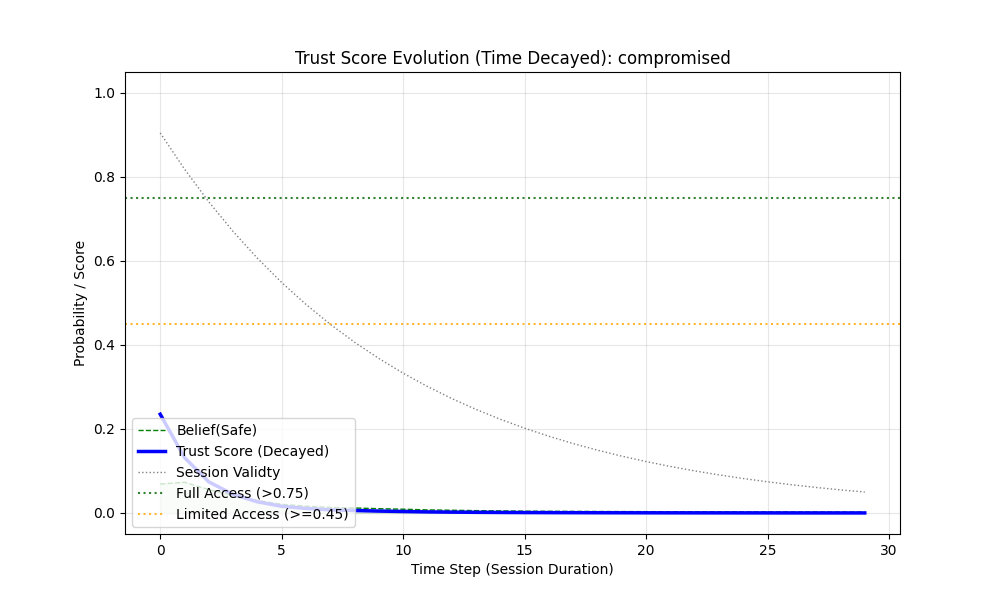 Trust Score Evolution (Time Decayed): compromised
Probability / Score
1.0
0.8
0.6
0.4
0.2
0.0
Belief(Safe)
Trust Score (Decayed)
Session Validty
Full Access (>0.75)
Limited Access (>=0.45)
0 5 10 15 20 25 30
Time Step (Session Duration)